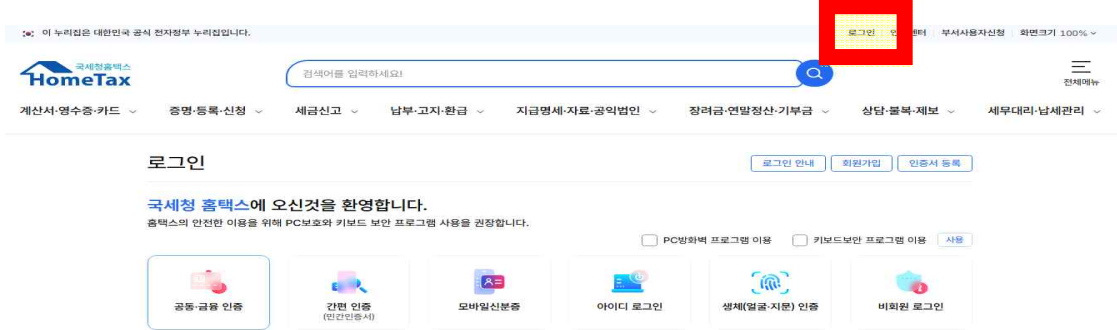 이 누리집은 대한민국 공식 전자정부 누리집입니다.
로그인 부서사용자신청 화면크기 100%
국세청홈택스
HomeTax
검색어를 입력하세요!
전체메뉴
계산서·영수증·카드 증명·등록·신청 세금신고 납부·고지·환급 지급명세·자료·공익법인 장려금·연말정산·기부금 상담·불복·제보 세무대리·납세관리
로그인
로그인 안내 회원가입 인증서 등록
국세청 홈택스에 오신것을 환영합니다.
홈택스의 안전한 이용을 위해 PC보호와 키보드 보안 프로그램 사용을 권장합니다.
PC방화벽 프로그램 이용 키보드보안 프로그램 이용 사용
공동·금융 인증 간편 인증 모바일신분증 아이디 로그인 생체(얼굴·지문) 인증 비회원 로그인
(민간인증서)